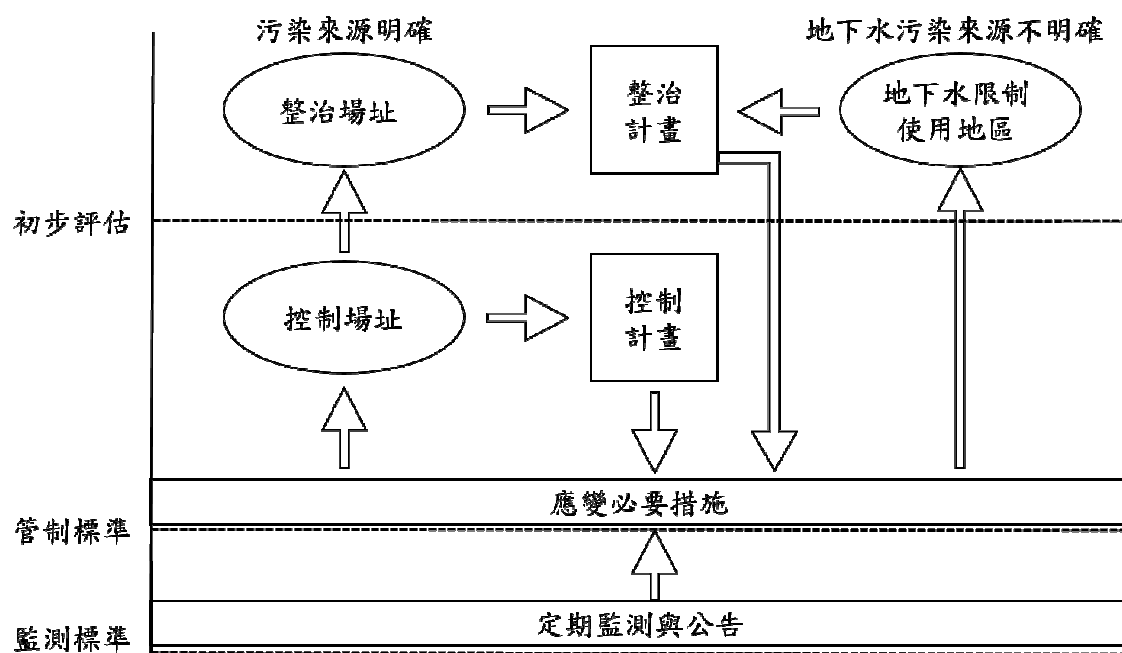 污染來源明確
地下水污染來源不明確
整治場址
整治
計畫
地下水限制
使用地區
初步評估
控制場址
控制
計畫
應變必要措施
管制標準
定期監測與公告
監測標準